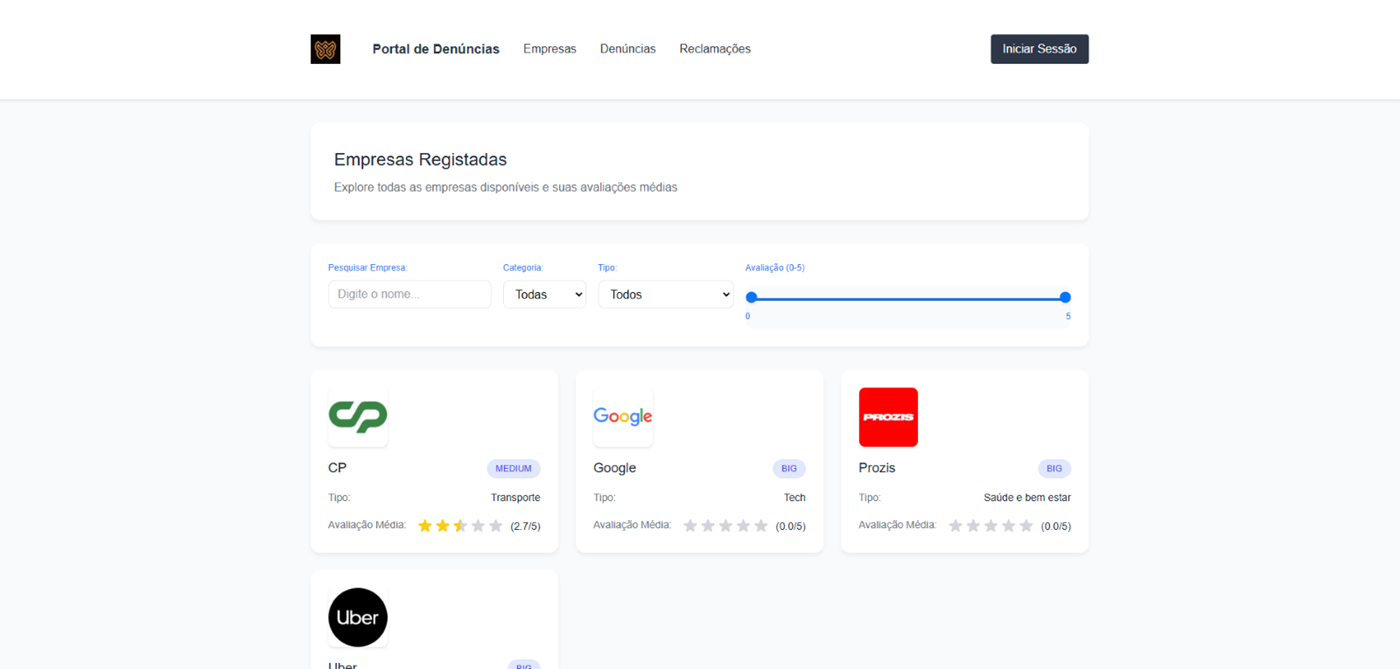 Portal de Denúncias Empresas Denúncias Reclamações Iniciar Sessão
Empresas Registadas
Explore todas as empresas disponíveis e suas avaliações médias
Pesquisar Empresa: Categoria: Tipo: Avaliação (0-5)
Digite o nome... Todas Todos
0 5
CP
CP MEDIUM
Tipo: Transporte
Avaliação Média: (2.7/5)
Google
Google BIG
Tipo: Tech
Avaliação Média: (0.0/5)
PROZIS
Prozis BIG
Tipo: Saúde e bem estar
Avaliação Média: (0.0/5)
Uber
Uber BIG